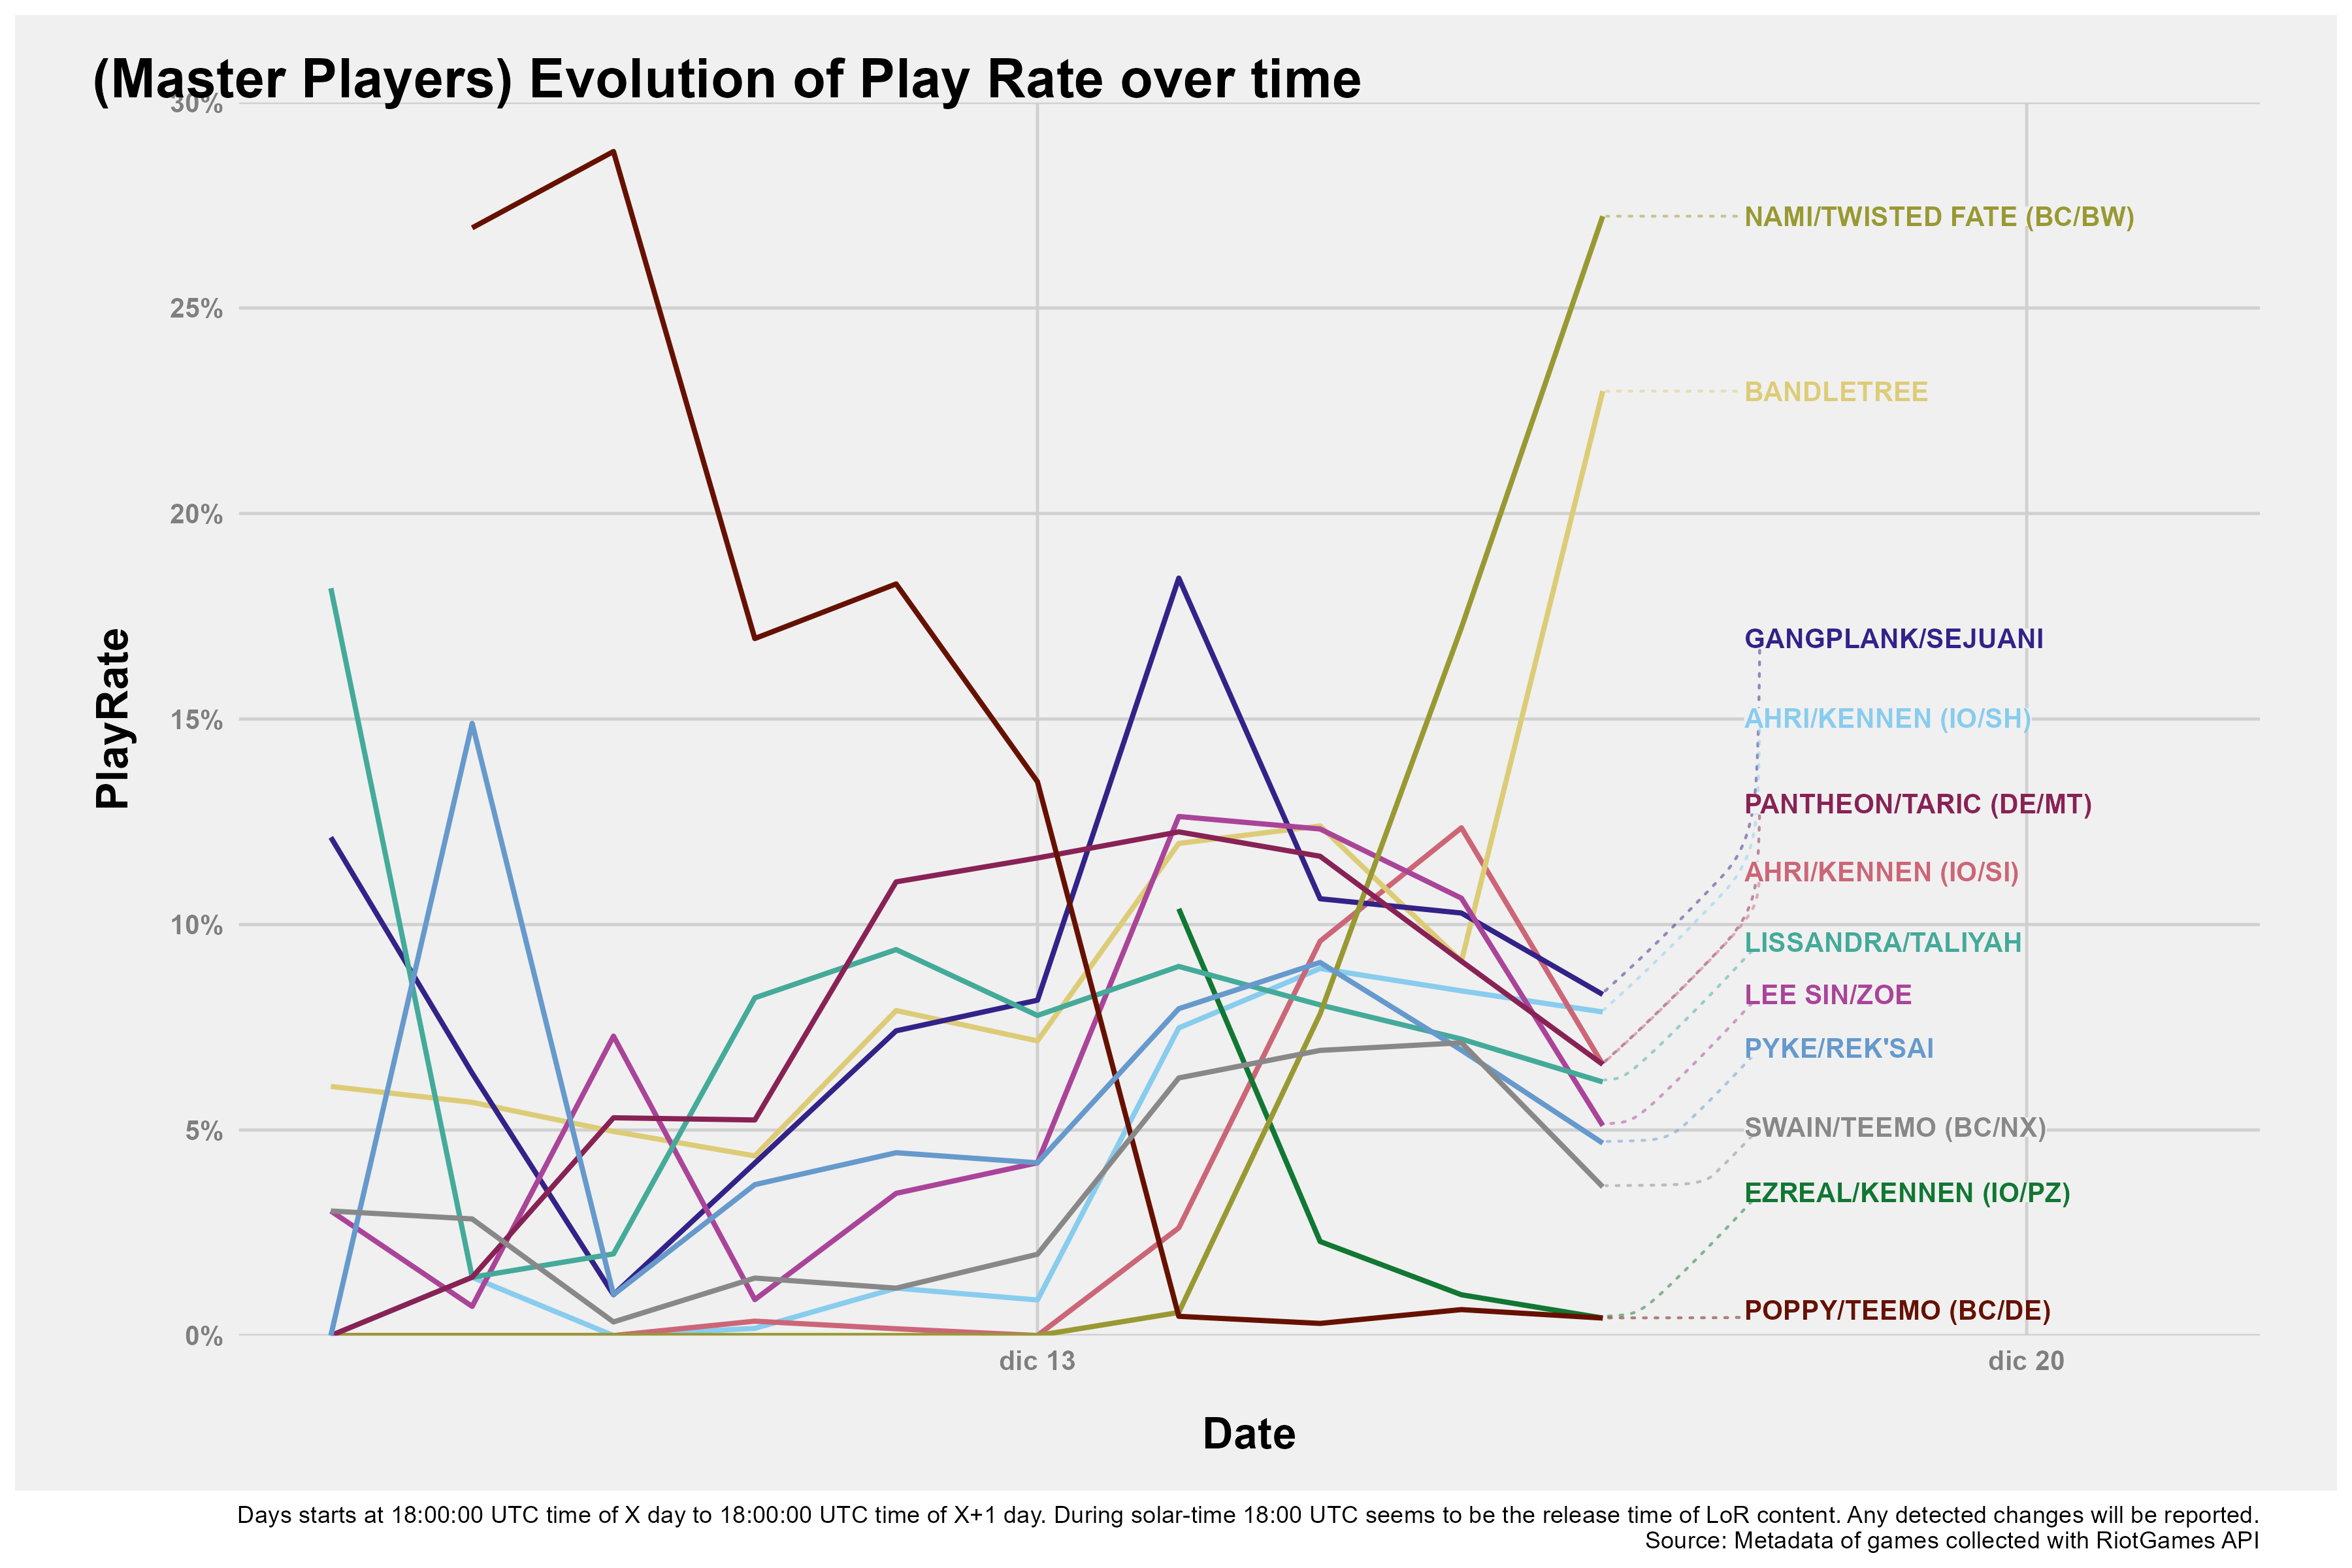 (Master Players) Evolution of Play Rate over time
30%
25%
20%
15%
10%
5%
0%
PlayRate
NAMI/TWISTED FATE (BC/BW)
BANDLETREE
GANGPLANK/SEJUANI
AHRI/KENNEN (IO/SH)
PANTHEON/TARIC (DE/MT)
AHRI/KENNEN (IO/SI)
LISSANDRA/TALIYAH
LEE SIN/ZOE
PYKE/REK'SAI
SWAIN/TEEMO (BC/NX)
EZREAL/KENNEN (IO/PZ)
POPPY/TEEMO (BC/DE)
dic 13
dic 20
Date
Days starts at 18:00:00 UTC time of X day to 18:00:00 UTC time of X+1 day. During solar-time 18:00 UTC seems to be the release time of LoR content. Any detected changes will be reported.
Source: Metadata of games collected with RiotGames API